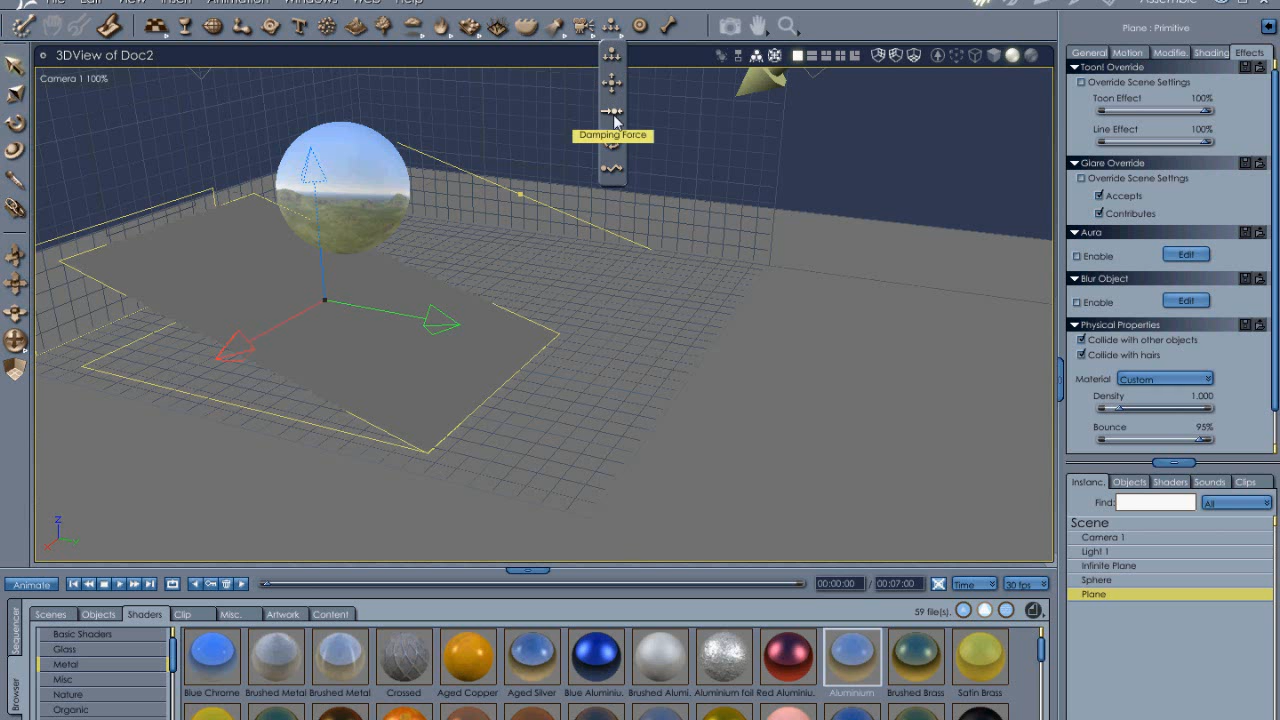 File Edit View Insert Animation Windows Web Help
Assemble
3DView of Doc2
Plane : Primitive
Camera 1 100%
General Motion Modifie.. Shading Effects
Toon! Override
Override Scene Settings
Toon Effect 100%
Line Effect 100%
Damping Force
Glare Override
Override Scene Settings
Accepts
Contributes
Aura
Enable Edit
Blur Object
Enable Edit
Physical Properties
Collide with other objects
Collide with hairs
Material Custom
Density 1.000
Bounce 95%
Instanc. Objects Shaders Sounds Clips
Find: All
Scene
Camera 1
Light 1
Infinite Plane
Sphere
Plane
Z
X
Animate 00:00:00 / 00:07:00 Time 30 fps
Sequencer
Browser
Scenes Objects Shaders Clip Misc. Artwork Content 59 file(s).
Basic Shaders
Glass
Metal
Misc
Nature
Organic
Blue Chrome Brushed Metal Brushed Metal Crossed Aged Copper Aged Silver Blue Aluminiu. Brushed Alumi. Aluminium foil Red Aluminiu. Aluminium Brushed Brass Satin Brass